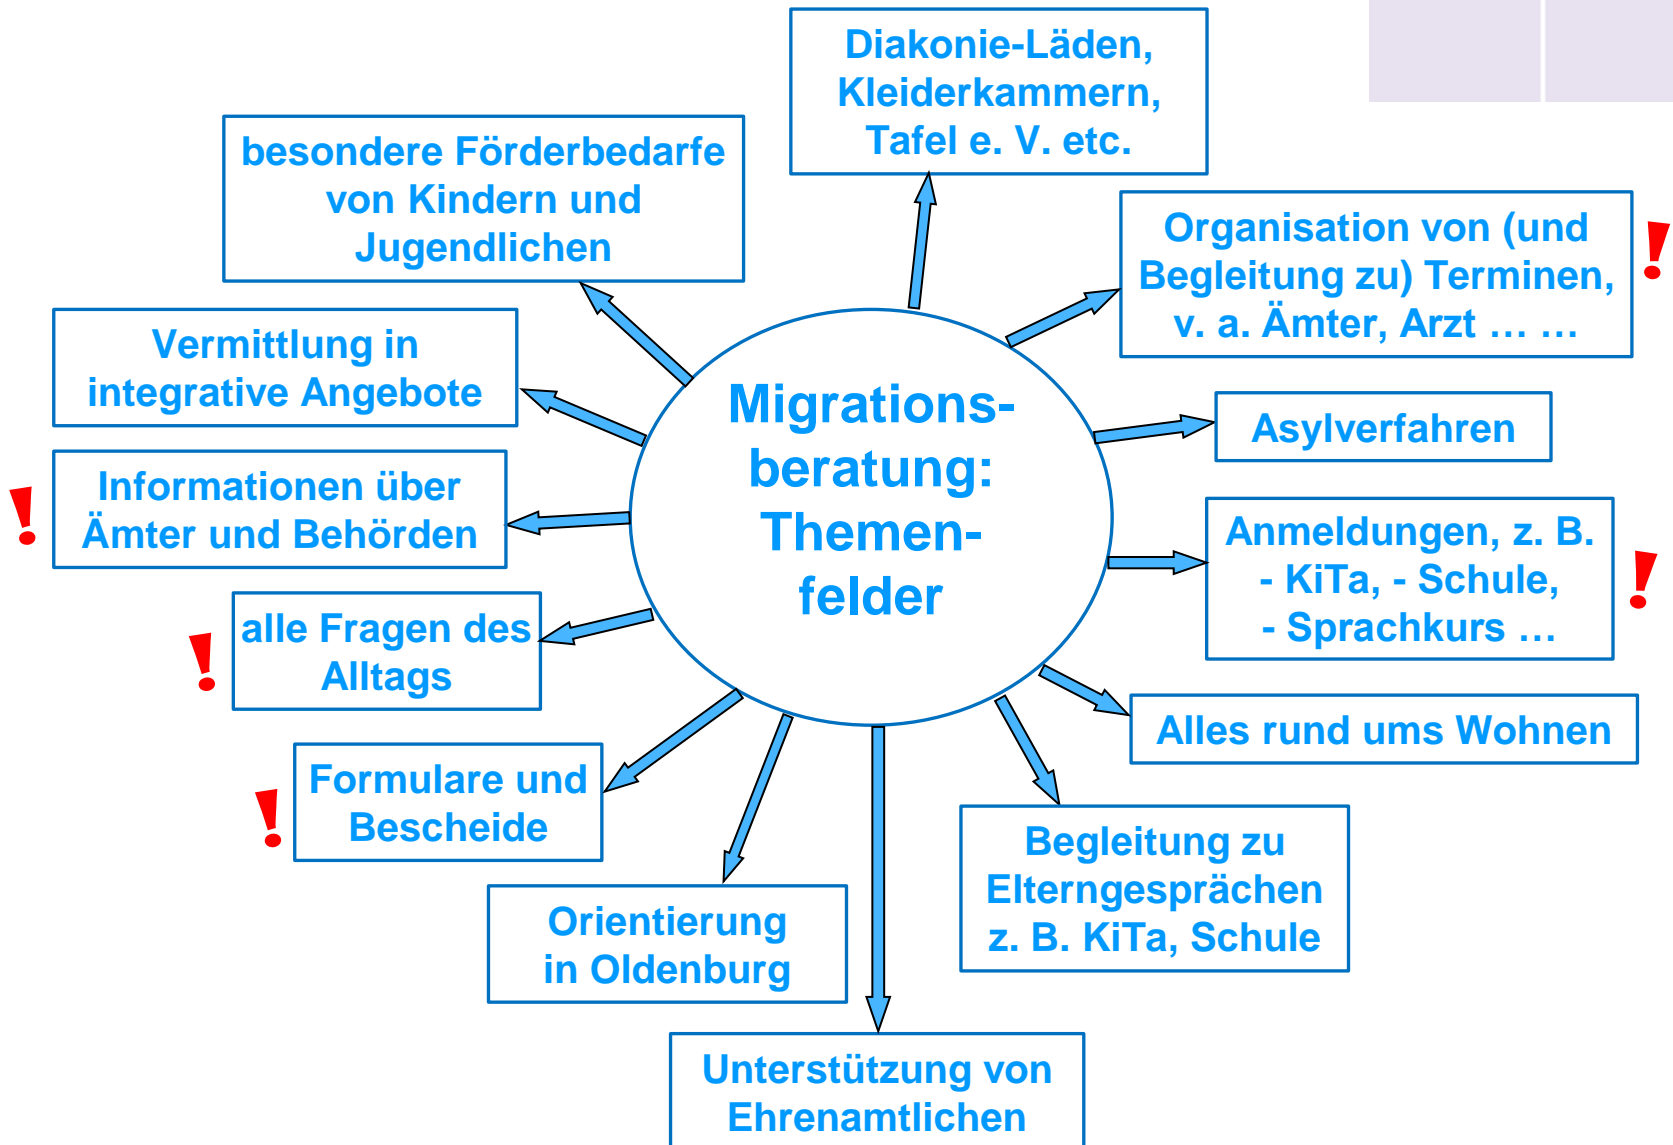 Diakonie-Läden,
Kleiderkammern,
Tafel e. V. etc.
besondere Förderbedarfe
von Kindern und
Jugendlichen
Organisation von (und
Begleitung zu) Terminen,
v. a. Ämter, Arzt … …
!
Vermittlung in
integrative Angebote
Migrations-
beratung:
Themen-
felder
Asylverfahren
!
Informationen über
Ämter und Behörden
Anmeldungen, z. B.
- KiTa, - Schule,
- Sprachkurs …
!
!
alle Fragen des
Alltags
Alles rund ums Wohnen
!
Formulare und
Bescheide
Begleitung zu
Elterngesprächen
z. B. KiTa, Schule
Orientierung
in Oldenburg
Unterstützung von
Ehrenamtlichen